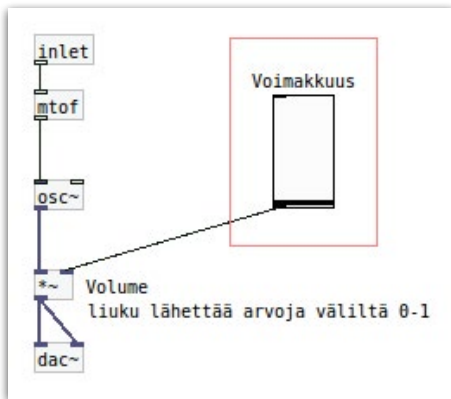 inlet
Voimakkuus
mtof
osc~
*~
Volume
liuku lähettää arvoja väliltä 0-1
dac~